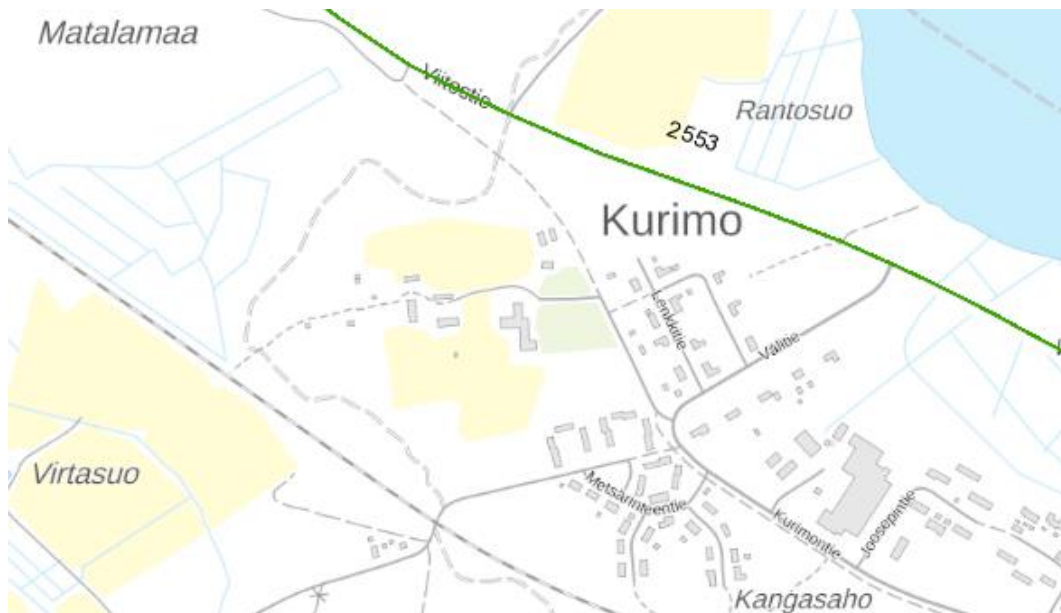 Matalamaa
Viitostie
Rantosuo
2553
Kurimo
Lenkkitie
Välitie
Virtasuo
Metsärinteentie
Kurimontie
Joosepintie
Kangasaho